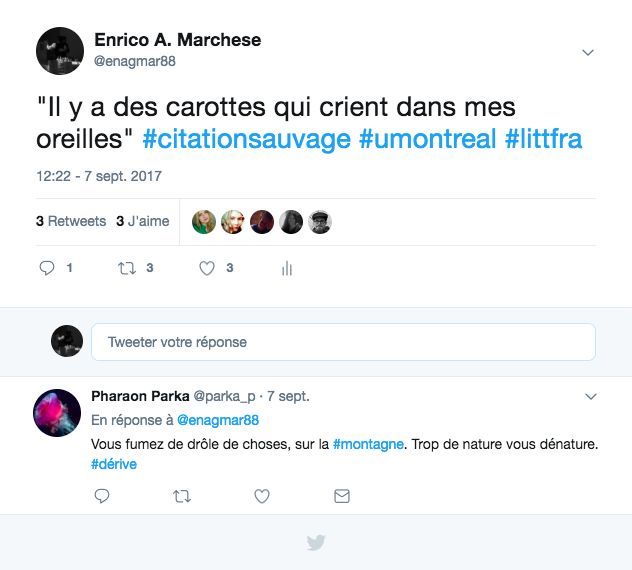 Enrico A. Marchese
@enagmar88
"Il y a des carottes qui crient dans mes
oreilles" #citationsauvage #umontreal #littfra
12:22 - 7 sept. 2017
3 Retweets 3 J'aime
1 3 3
Tweeter votre réponse
Pharaon Parka @parka_p · 7 sept.
En réponse à @enagmar88
Vous fumez de drôle de choses, sur la #montagne. Trop de nature vous dénature.
#dérive